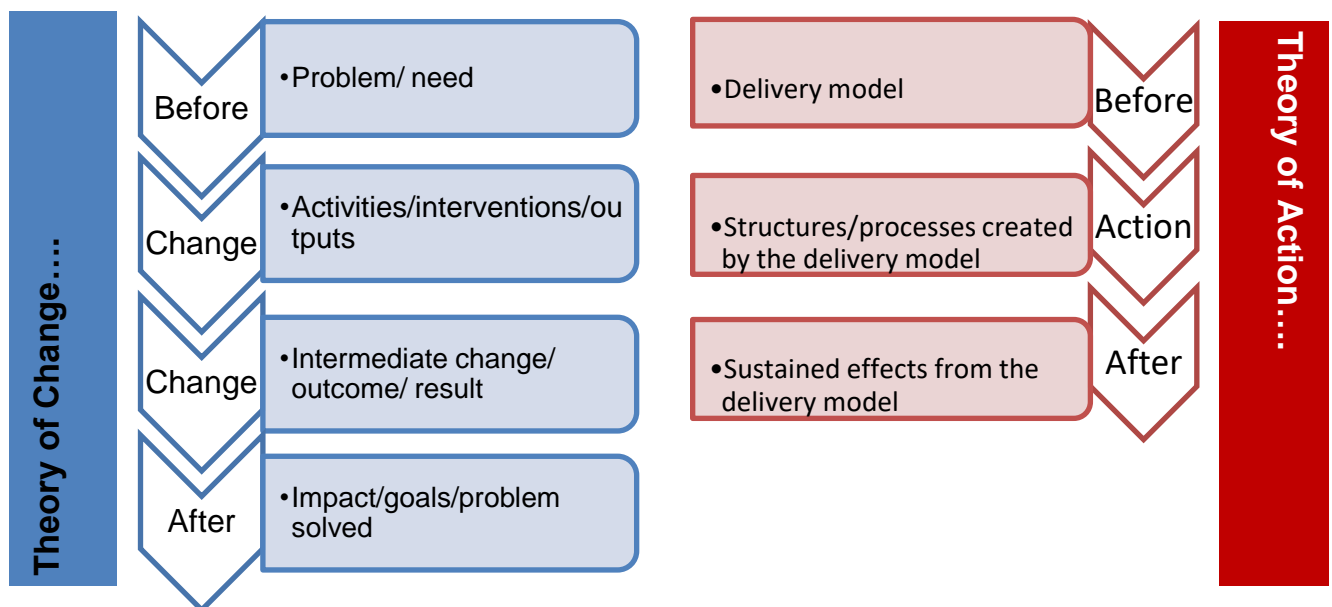 Theory of Change....
Before
•Problem/ need
Change
•Activities/interventions/ou
tputs
Change
•Intermediate change/
outcome/ result
After
•Impact/goals/problem
solved
•Delivery model
Before
•Structures/processes created
by the delivery model
Action
•Sustained effects from the
delivery model
After
Theory of Action....